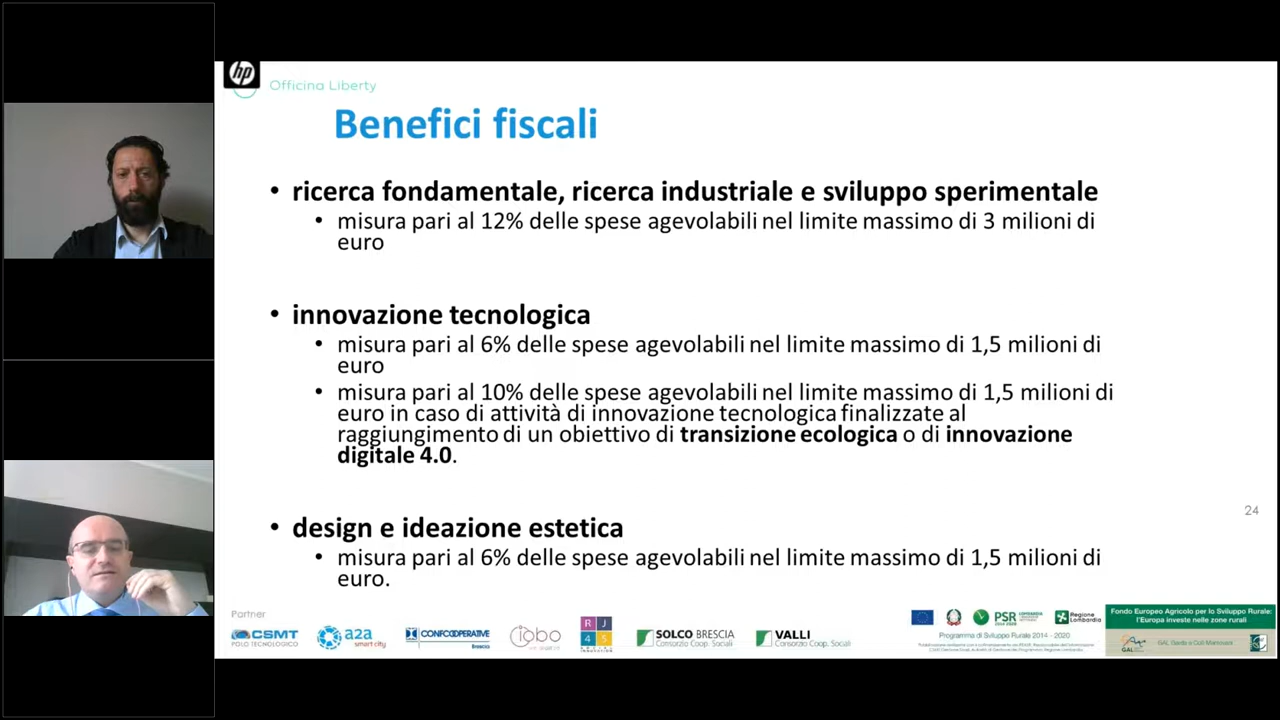 hp
Officina Liberty
Benefici fiscali
• ricerca fondamentale, ricerca industriale e sviluppo sperimentale
• misura pari al 12% delle spese agevolabili nel limite massimo di 3 milioni di
euro
• innovazione tecnologica
• misura pari al 6% delle spese agevolabili nel limite massimo di 1,5 milioni di
euro
• misura pari al 10% delle spese agevolabili nel limite massimo di 1,5 milioni di
euro in caso di attività di innovazione tecnologica finalizzate al
raggiungimento di un obiettivo di transizione ecologica o di innovazione
digitale 4.0.
24
• design e ideazione estetica
• misura pari al 6% delle spese agevolabili nel limite massimo di 1,5 milioni di
euro.
Partner
CSMT
POLO TECNOLOGICO
a2a
smart city
CONFCOOPERATIVE
Brescia
RJ
45
SOLCO BRESCIA
Consorzio Coop. Sociali
VALLI
Consorzio Coop. Sociali
PSR
Regione
Lombardia
Programma di Sviluppo Rurale 2014 - 2020
Fondo Europeo Agricolo per lo Sviluppo Rurale:
l'Europa investe nelle zone rurali
GAL